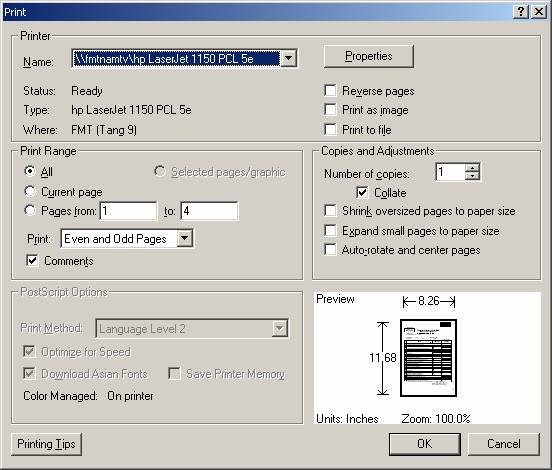 Print
Printer
Name: \\fmtnamtv\hp LaserJet 1150 PCL 5e
Properties
Status: Ready
Reverse pages
Type: hp LaserJet 1150 PCL 5e
Print as image
Where: FMT (Tang 9)
Print to file
Print Range
All
Selected pages/graphic
Current page
Pages from: 1 to: 4
Print: Even and Odd Pages
Comments
Copies and Adjustments
Number of copies: 1
Collate
Shrink oversized pages to paper size
Expand small pages to paper size
Auto-rotate and center pages
PostScript Options
Print Method: Language Level 2
Optimize for Speed
Download Asian Fonts
Save Printer Memory
Color Managed: On printer
Preview
8.26
11.68
Units: Inches Zoom: 100.0%
Printing Tips
OK
Cancel